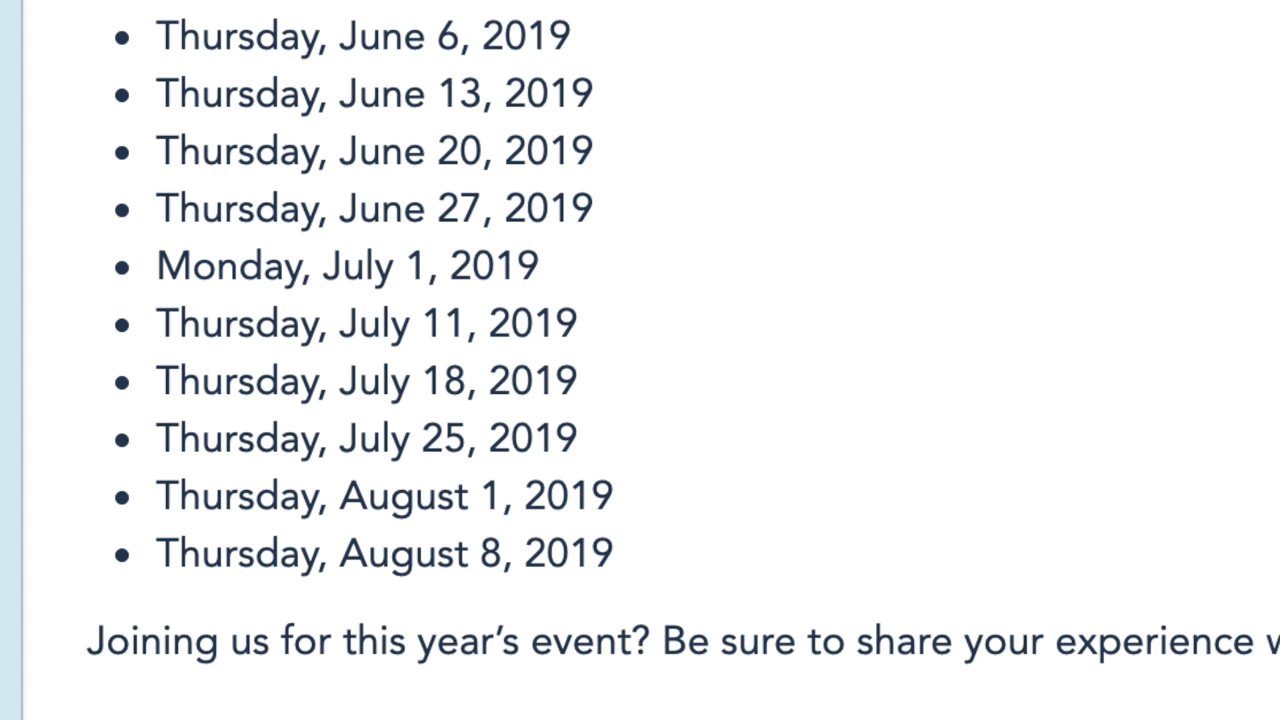 Thursday, June 6, 2019
Thursday, June 13, 2019
Thursday, June 20, 2019
Thursday, June 27, 2019
Monday, July 1, 2019
Thursday, July 11, 2019
Thursday, July 18, 2019
Thursday, July 25, 2019
Thursday, August 1, 2019
Thursday, August 8, 2019
Joining us for this year’s event? Be sure to share your experience